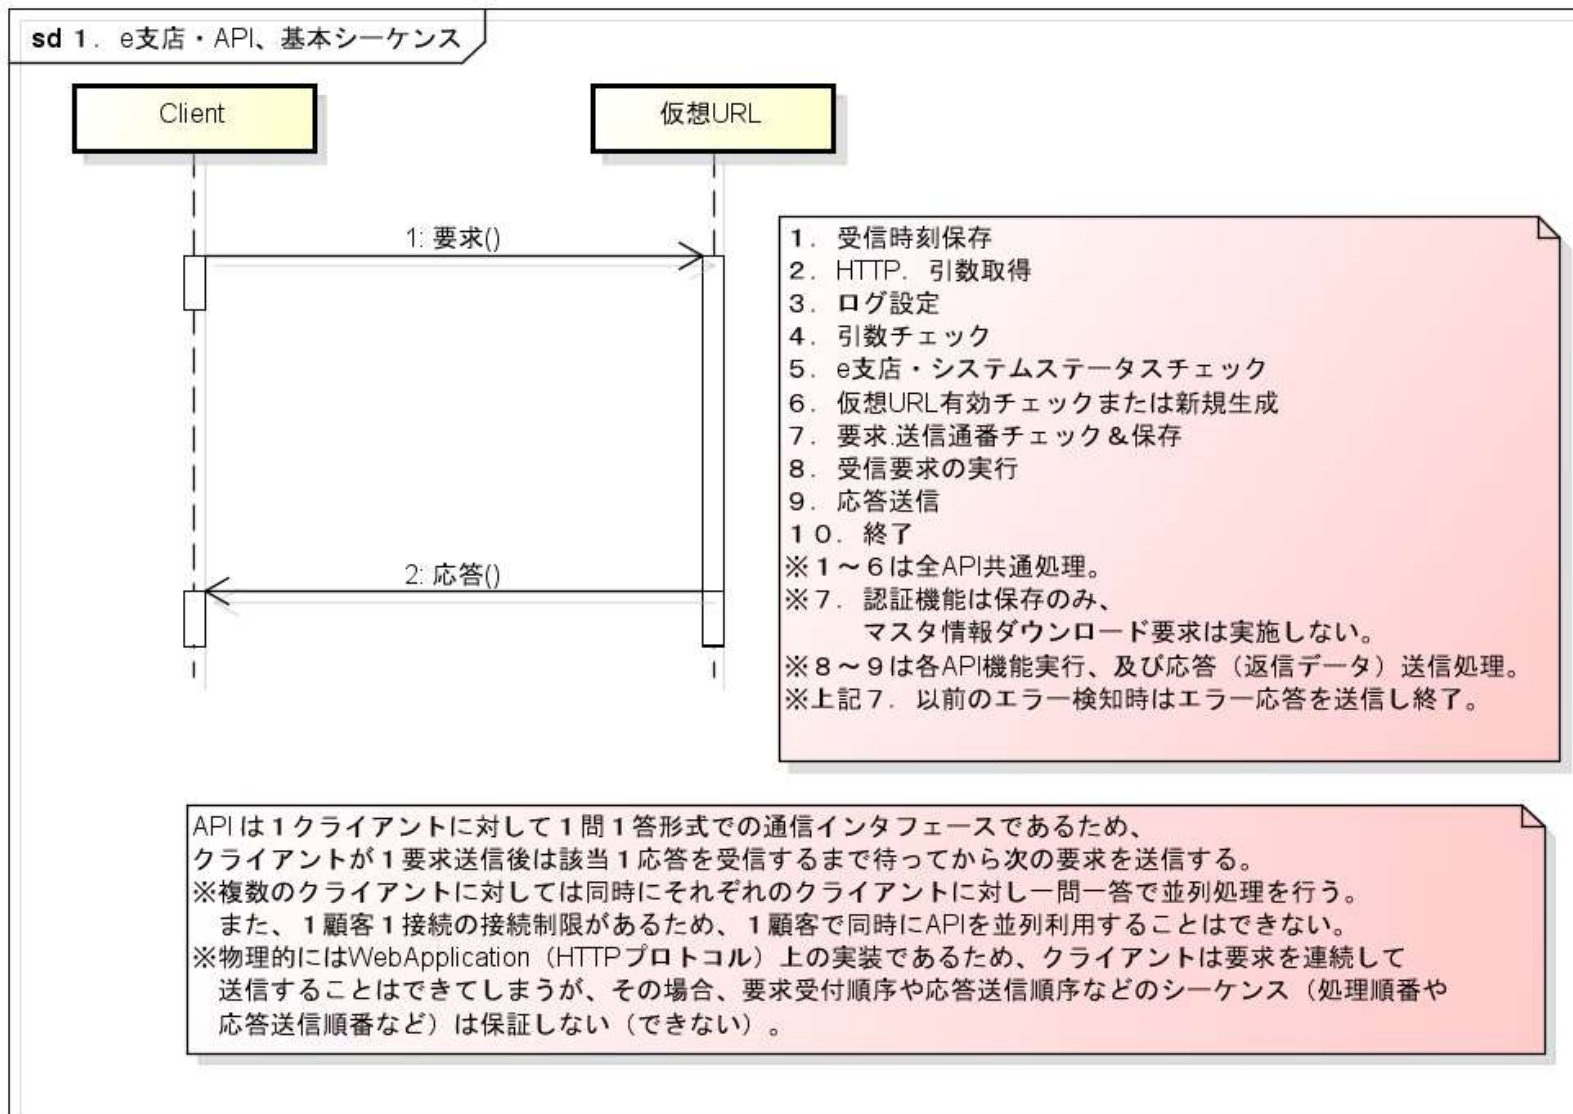 sd 1． e支店・API、基本シーケンス
Client
仮想URL
1: 要求()
2: 応答()
１． 受信時刻保存
２． HTTP． 引数取得
３． ログ設定
４． 引数チェック
５． e支店・システムステータスチェック
６． 仮想URL有効チェックまたは新規生成
７． 要求.送信通番チェック＆保存
８． 受信要求の実行
９． 応答送信
１０． 終了
※１～６は全API共通処理。
※７． 認証機能は保存のみ、
マスタ情報ダウンロード要求は実施しない。
※８～９は各API機能実行、及び応答（返信データ）送信処理。
※上記７． 以前のエラー検知時はエラー応答を送信し終了。
API は１クライアントに対して１問１答形式での通信インタフェースであるため、
クライアントが１要求送信後は該当１応答を受信するまで待ってから次の要求を送信する。
※複数のクライアントに対しては同時にそれぞれのクライアントに対し一問一答で並列処理を行う。
また、１顧客１接続の接続制限があるため、１顧客で同時にAPIを並列利用することはできない。
※物理的にはWebApplication（HTTPプロトコル）上の実装であるため、クライアントは要求を連続して
送信することはできてしまうが、その場合、要求受付順序や応答送信順序などのシーケンス（処理順番や
応答送信順番など）は保証しない（できない）。